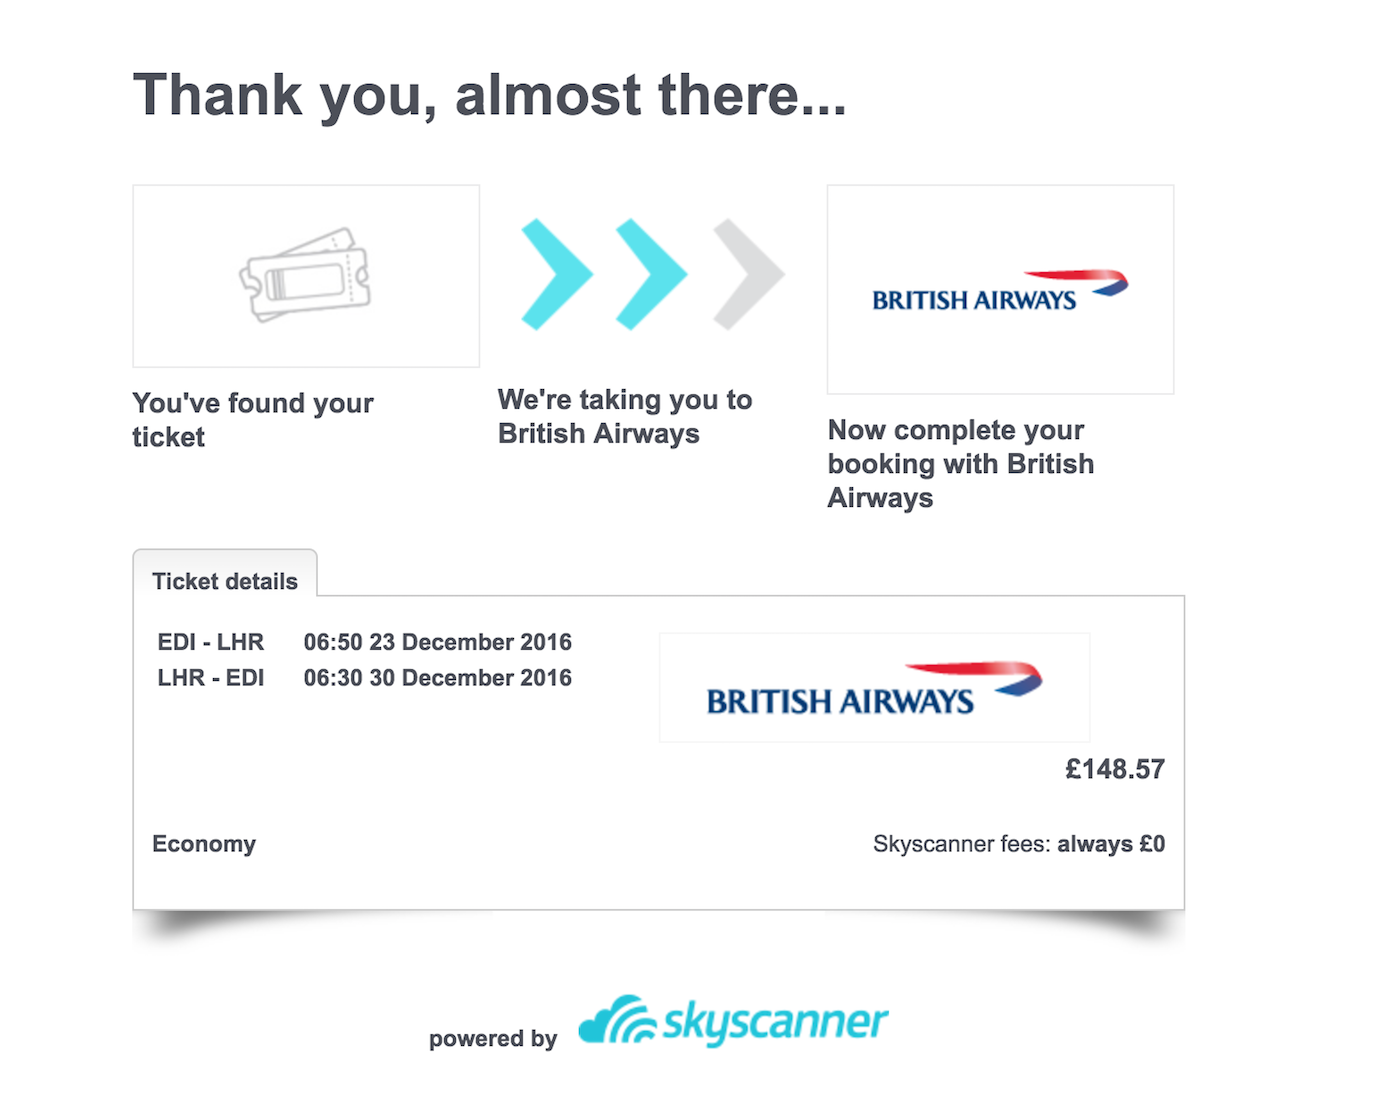 Thank you, almost there...
BRITISH AIRWAYS
You've found your
ticket
We're taking you to
British Airways
Now complete your
booking with British
Airways
Ticket details
EDI - LHR 06:50 23 December 2016
LHR - EDI 06:30 30 December 2016
BRITISH AIRWAYS
£148.57
Economy
Skyscanner fees: always £0
powered by skyscanner